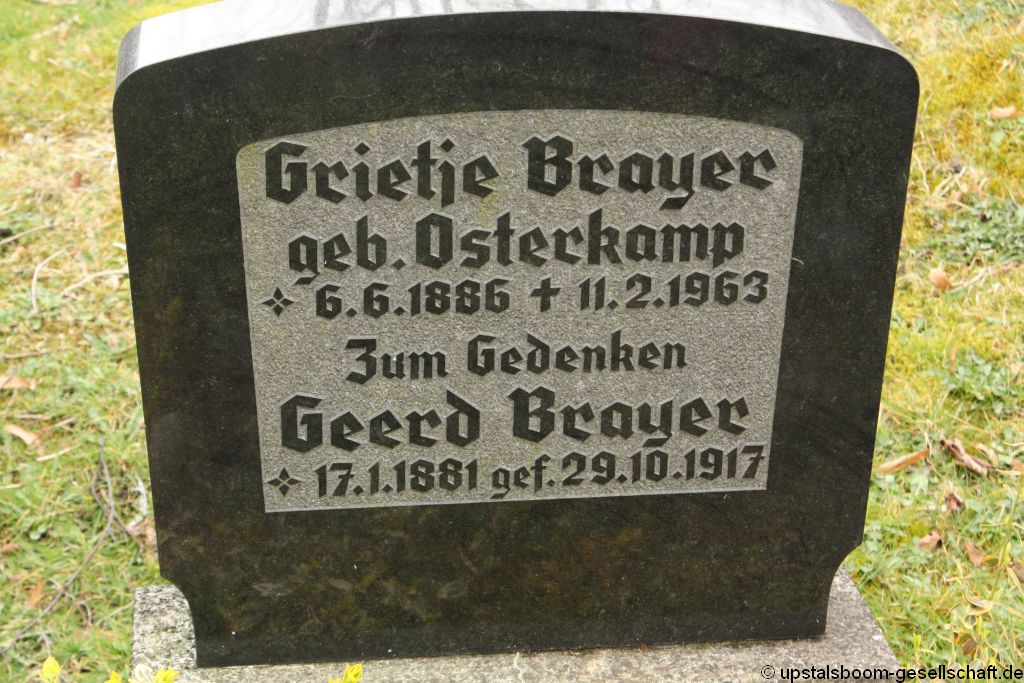 Grietje Brayer
geb. Osterkamp
✧ 6.6.1886 ✝ 11.2.1963
Zum Gedenken
Geerd Brayer
✧ 17.1.1881 gef. 29.10.1917
© upstalsboom-gesellschaft.de